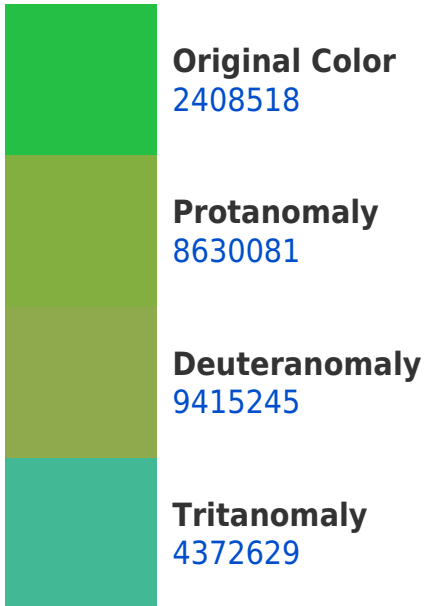 Original Color
2408518
Protanomaly
8630081
Deuteranomaly
9415245
Tritanomaly
4372629